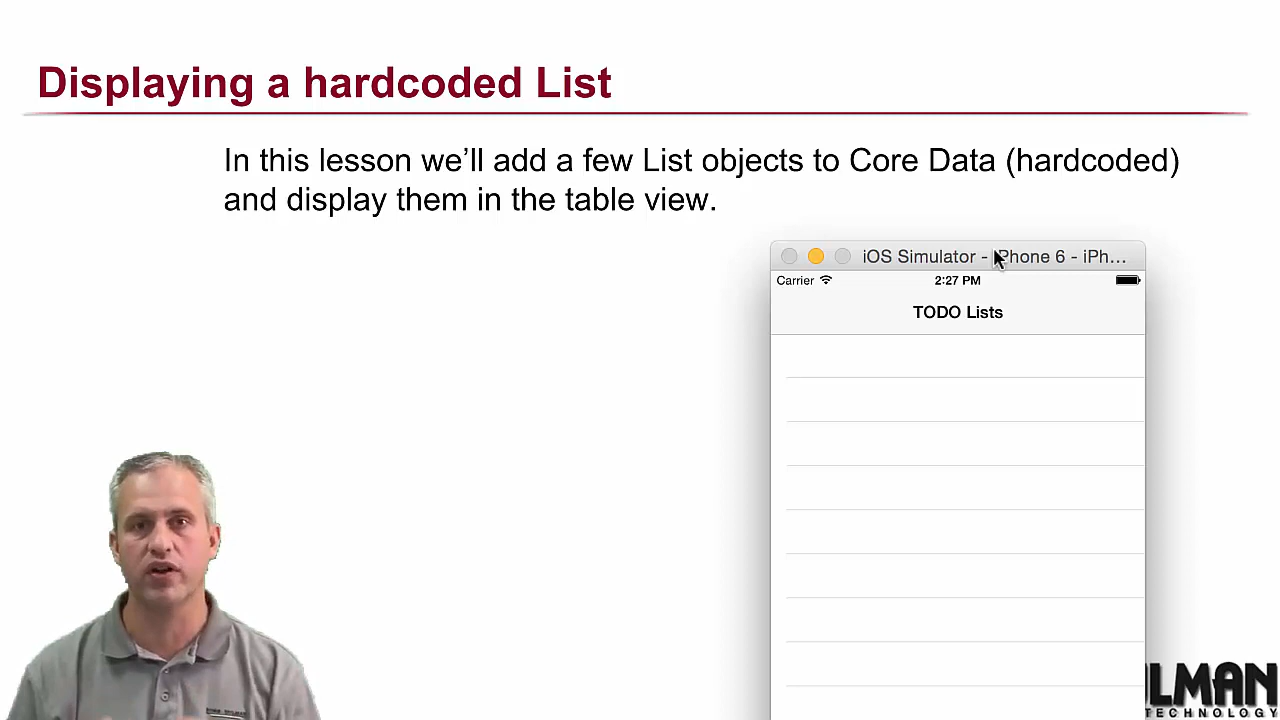 Displaying a hardcoded List
In this lesson we’ll add a few List objects to Core Data (hardcoded)
and display them in the table view.
iOS Simulator - iPhone 6 - iPh...
Carrier 2:27 PM
TODO Lists
LMAN
TECHNOLOGY